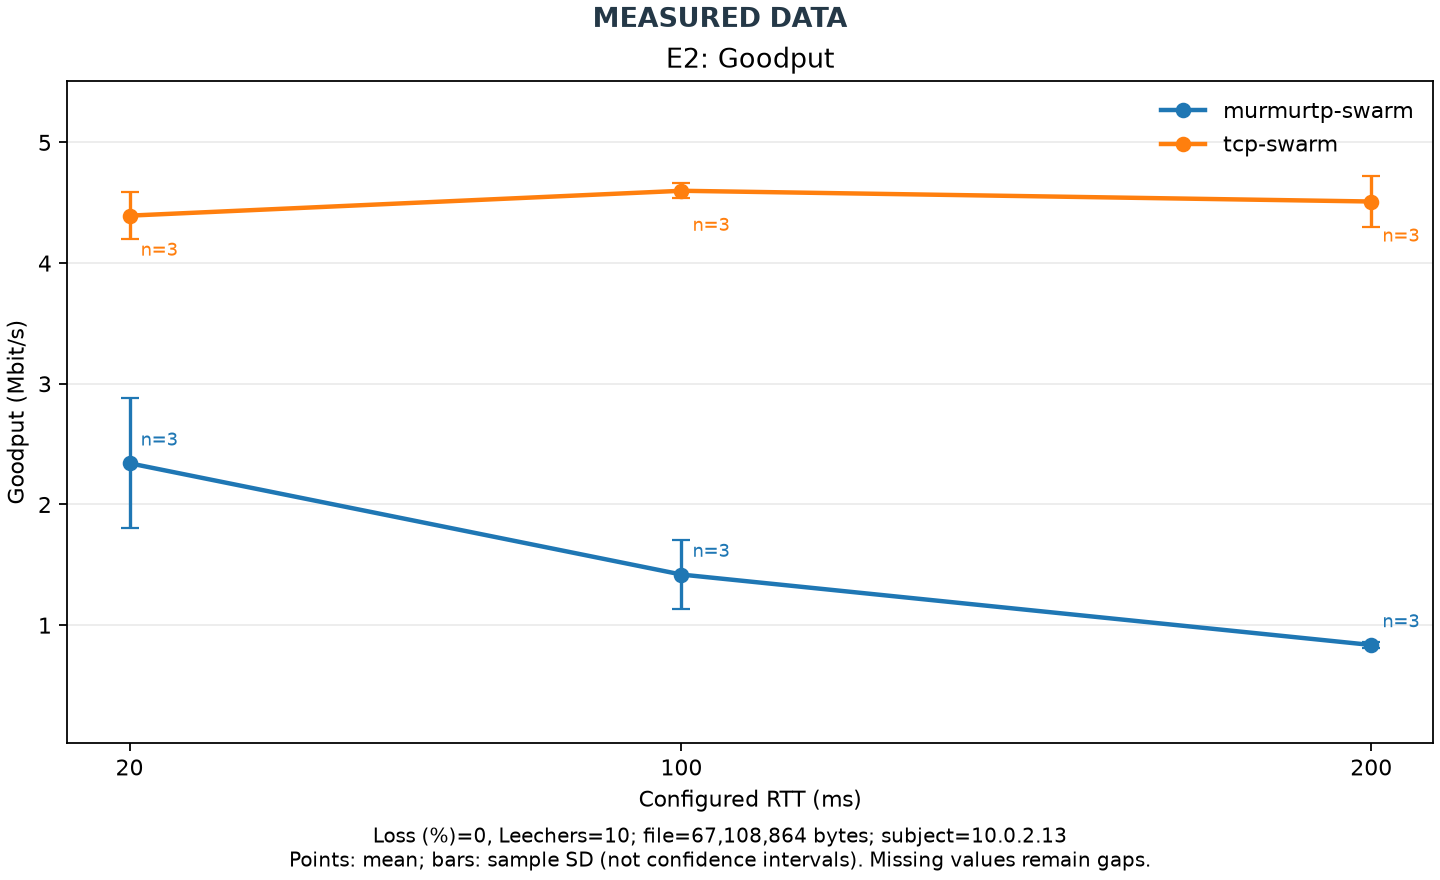 MEASURED DATA
E2: Goodput
murmurtp-swarm
tcp-swarm
5
4
3
2
1
Goodput (Mbit/s)
n=3
n=3
n=3
n=3
n=3
n=3
20
100
200
Configured RTT (ms)
Loss (%)=0, Leechers=10; file=67,108,864 bytes; subject=10.0.2.13
Points: mean; bars: sample SD (not confidence intervals). Missing values remain gaps.